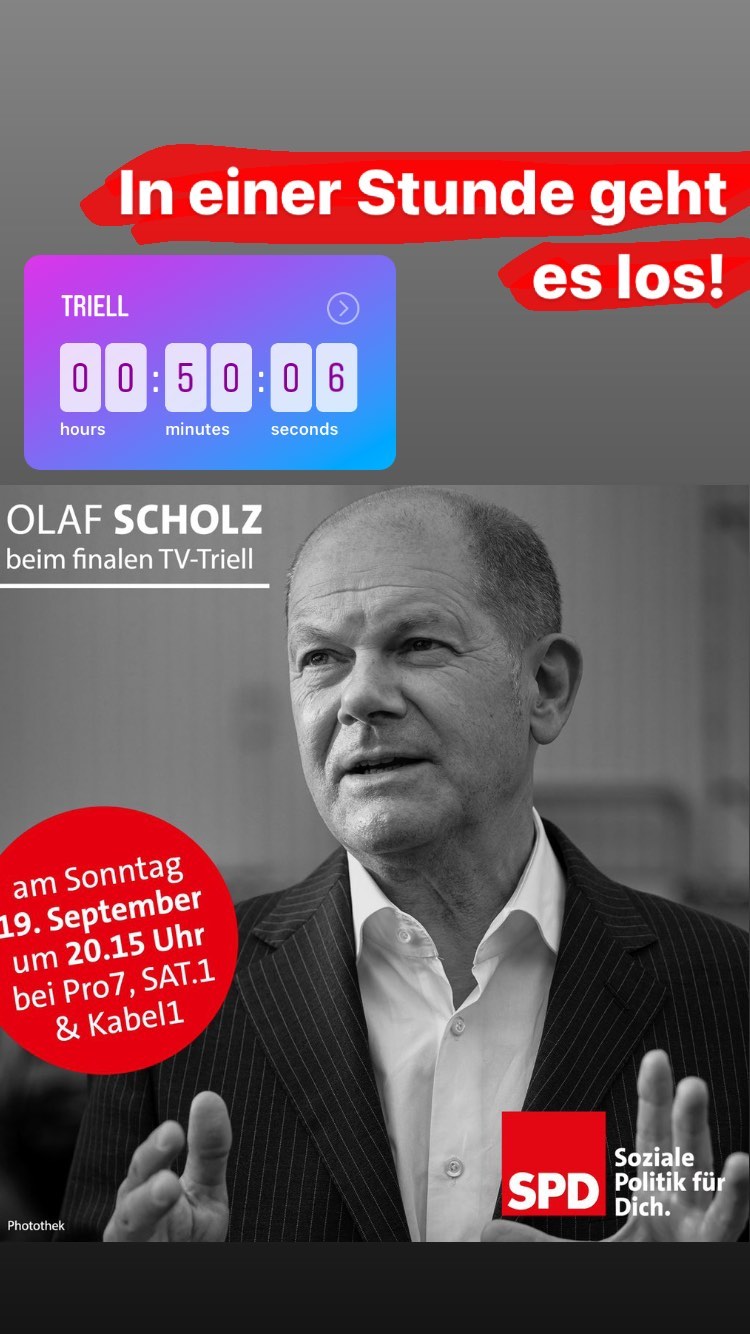 In einer Stunde geht
es los!
TRIELL
00:50:06
hours minutes seconds
OLAF SCHOLZ
beim finalen TV-Triell
am Sonntag
19. September
um 20.15 Uhr
bei Pro7, SAT.1
& Kabel1
SPD
Soziale
Politik für
Dich.
Photothek